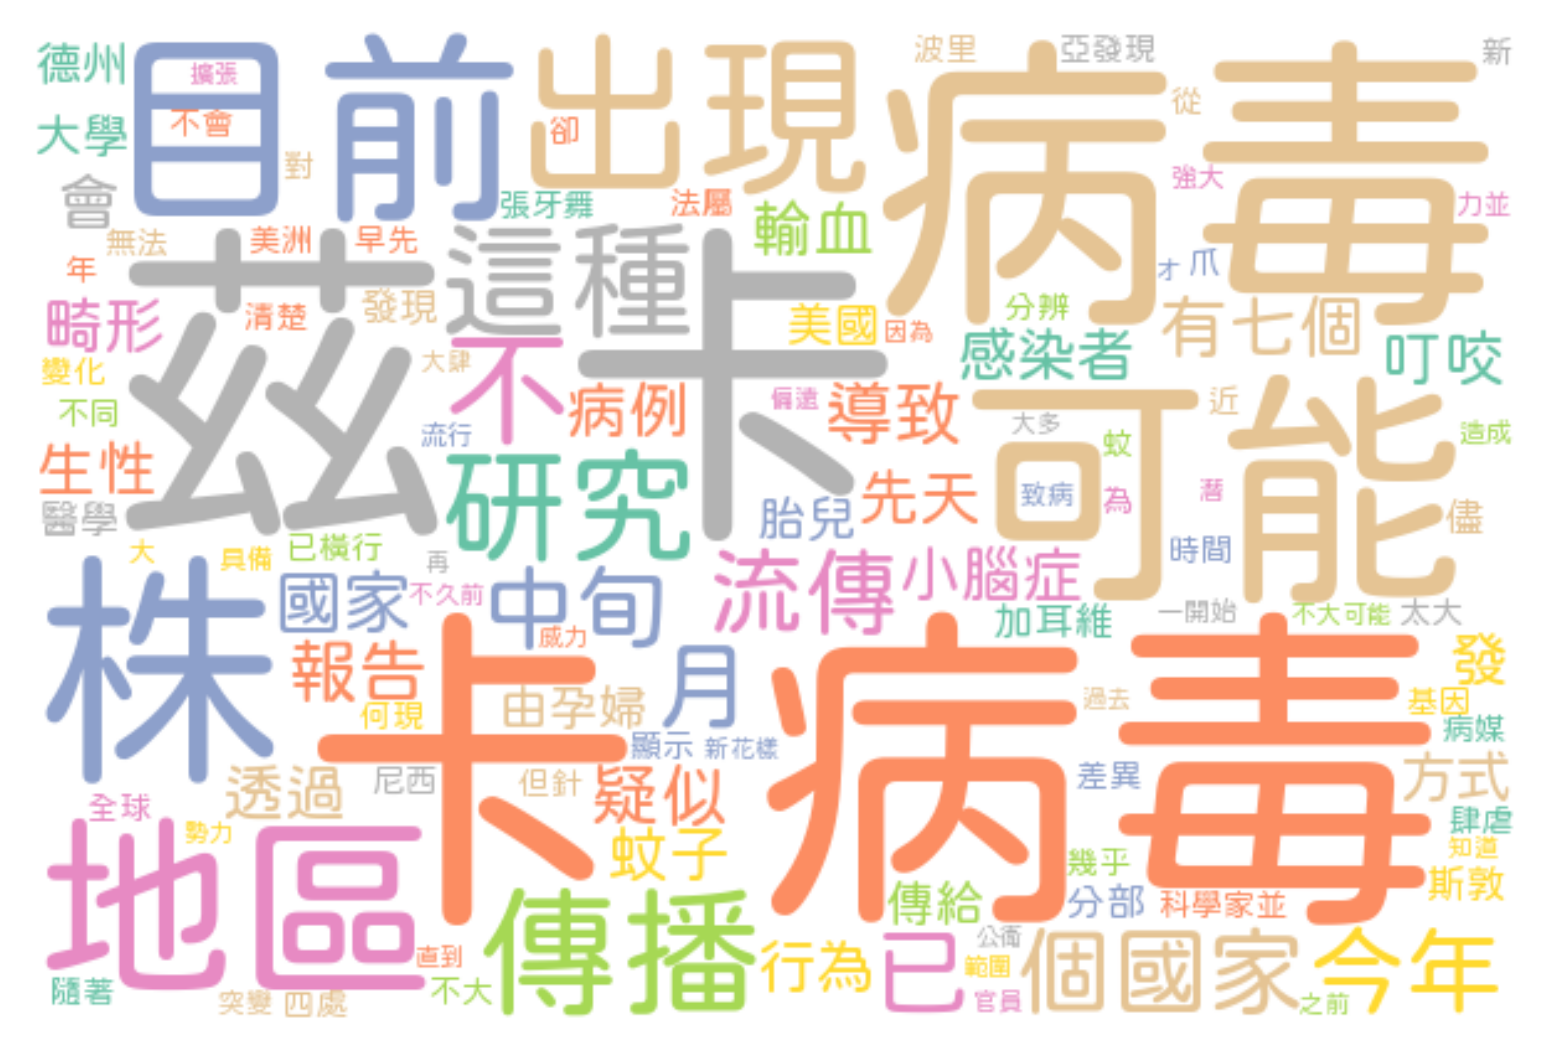 德州
擴張
目前
出現
病毒
波里
亞發現
新
大學
不會
卻
從
對
強大
會
張牙舞
法屬
輸血
力並
無法
美洲
早先
這種
茲卡
年
才
爪
畸形
清楚
發現
美國
因為
分辨
有七個
感染者
叮咬
變化
大肆
不
偏遠
可能
近
不同
病例
導致
大多
流行
蚊
造成
生性
研究
先天
致病
為
潛
醫學
胎兒
儘
大
具備
已橫行
再
時間
株
國家
不久前
中旬
流傳
小腦症
加耳維
一開始
不大可能
太大
威力
報告
卡病毒
月
發
何現
由孕婦
過去
基因
顯示
新花樣
病媒
透過
尼西
但針
疑似
差異
方式
全球
勢力
蚊子
肆虐
地區
幾乎
知道
傳播
傳給
分部
科學家並
斯敦
直到
行為
已
公衛
個國家
今年
範圍
隨著
突變
四處
不大
官員
之前